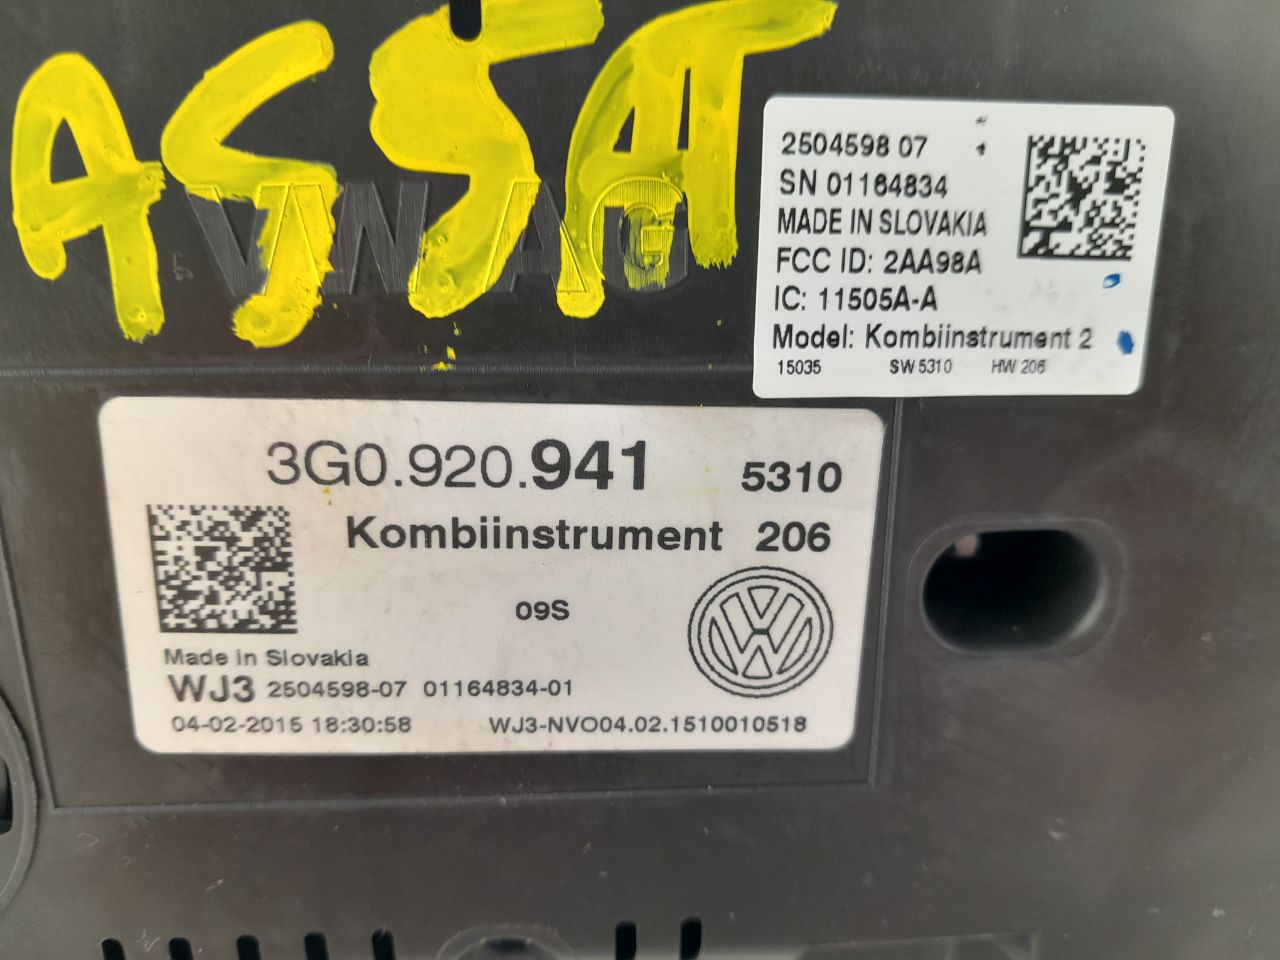 ASSAT
VWAG
2504598 07
SN 01164834
MADE IN SLOVAKIA
FCC ID: 2AA98A
IC: 11505A-A
Model: Kombiinstrument 2
15035 SW 5310 HW 206
3G0.920.941 5310
Kombiinstrument 206
09S
Made in Slovakia
WJ3 2504598-07 01164834-01
04-02-2015 18:30:58 WJ3-NVO04.02.1510010518